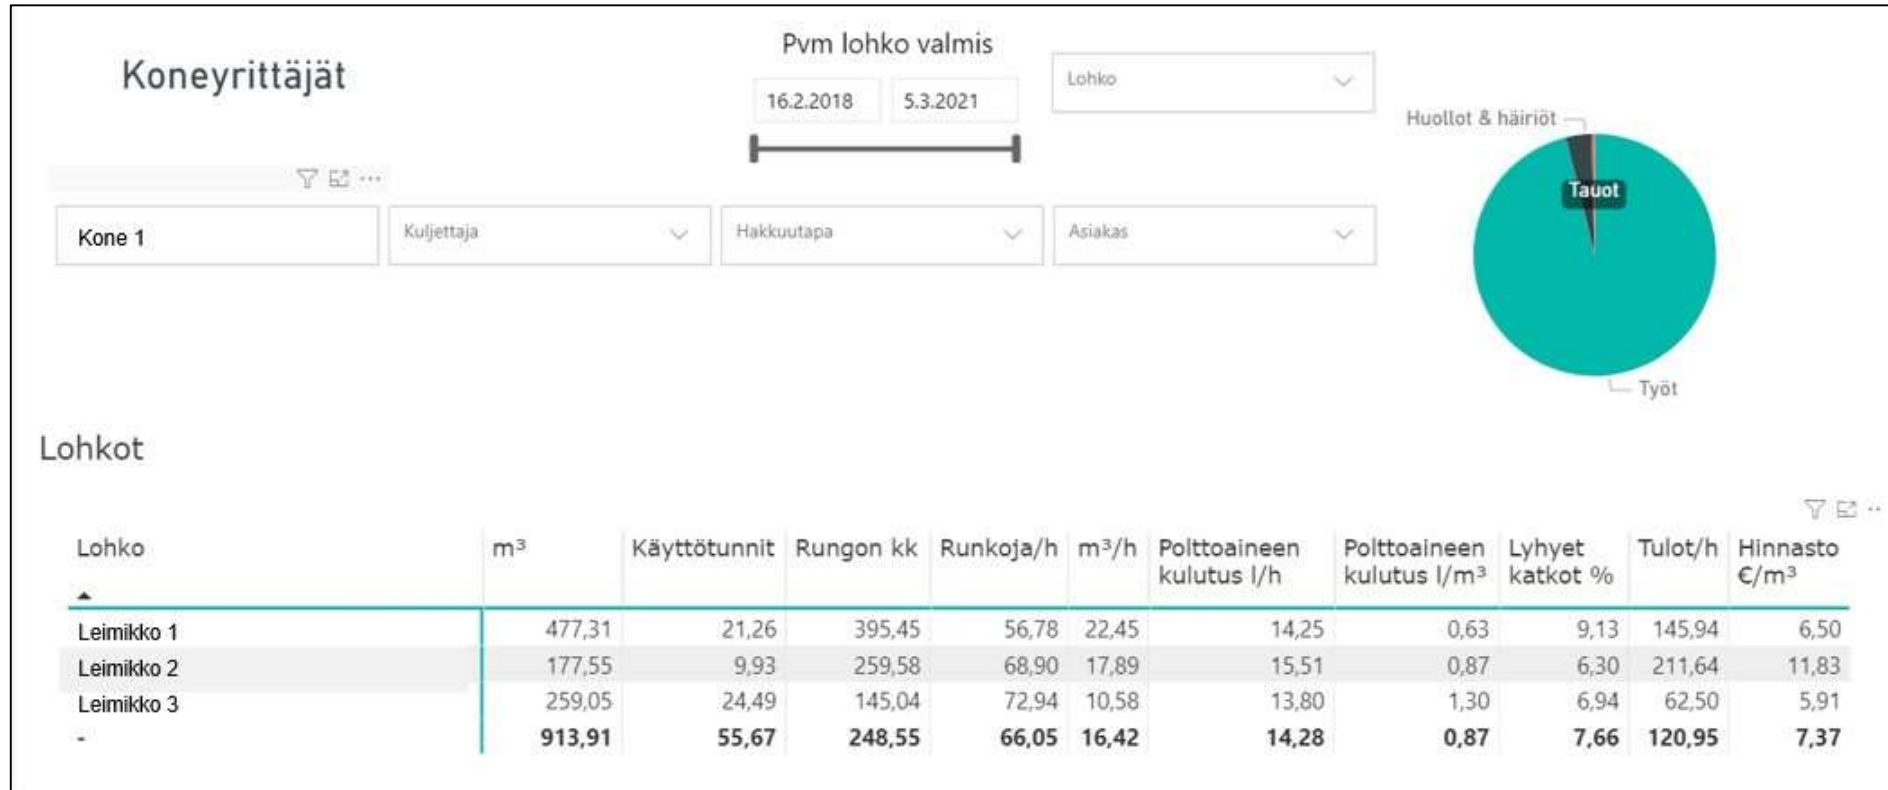 Koneyrittäjät
Pvm lohko valmis
16.2.2018 5.3.2021
Lohko
Huollot & häiriöt
Tauot
Työt
Kone 1
Kuljettaja
Hakkuutapa
Asiakas
Lohkot
Lohko m³ Käyttötunnit Rungon kk Runkoja/h m³/h Polttoaineen kulutus l/h Polttoaineen kulutus l/m³ Lyhyet katkot % Tulot/h Hinnasto €/m³
Leimikko 1 477,31 21,26 395,45 56,78 22,45 14,25 0,63 9,13 145,94 6,50
Leimikko 2 177,55 9,93 259,58 68,90 17,89 15,51 0,87 6,30 211,64 11,83
Leimikko 3 259,05 24,49 145,04 72,94 10,58 13,80 1,30 6,94 62,50 5,91
- 913,91 55,67 248,55 66,05 16,42 14,28 0,87 7,66 120,95 7,37